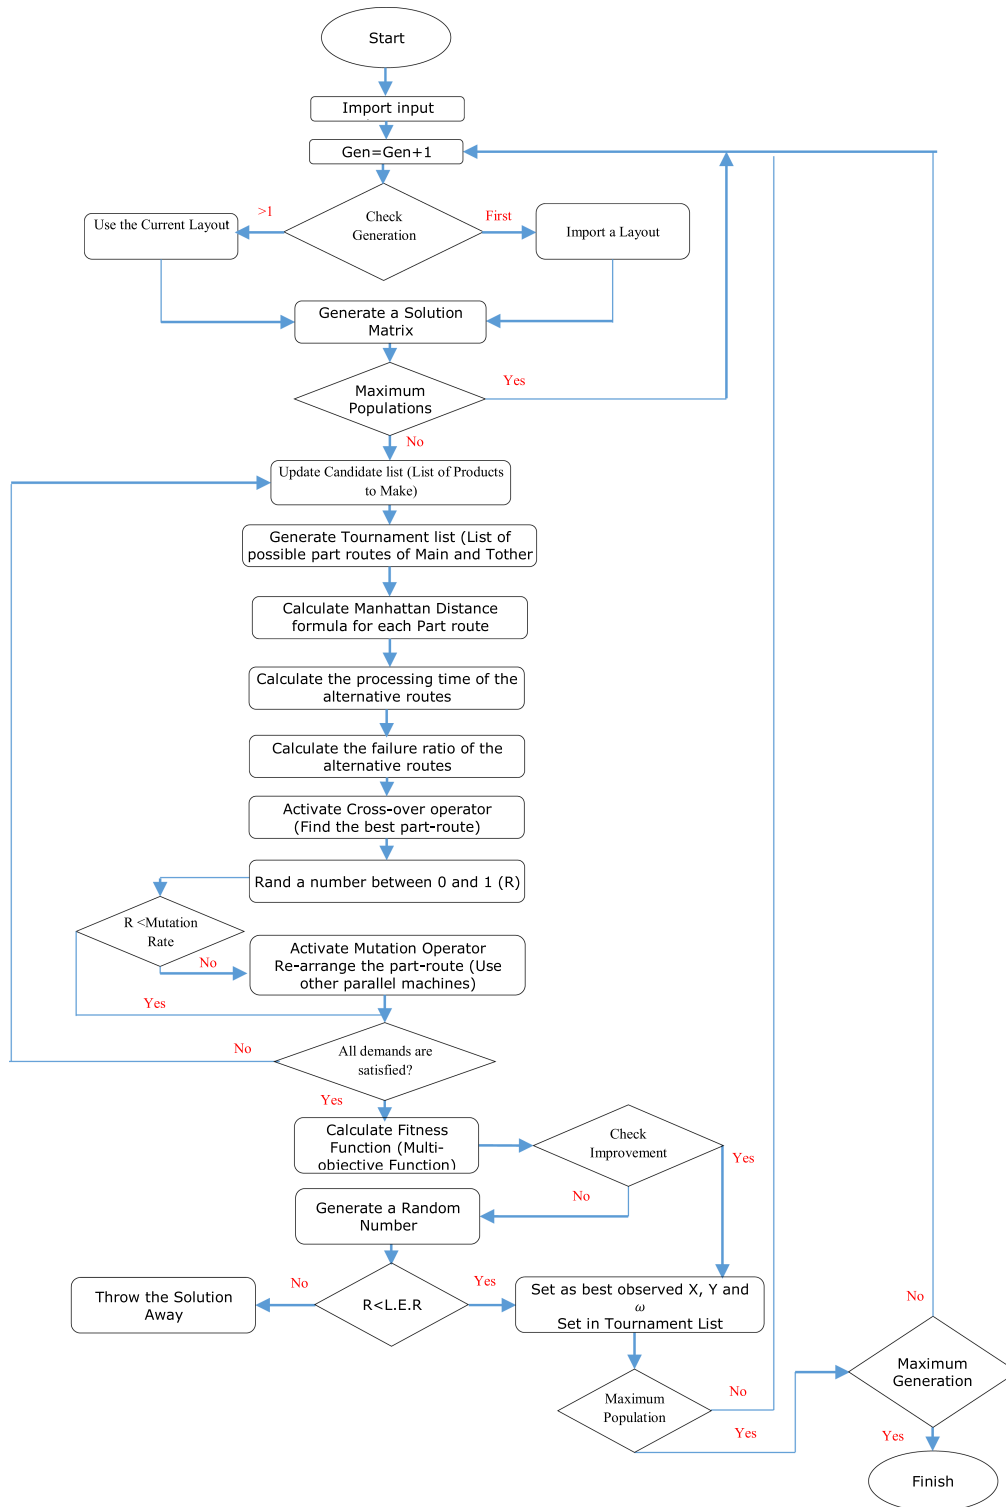 Start
Import input
Gen=Gen+1
Check
Generation
>1
First
Use the Current Layout
Import a Layout
Generate a Solution
Matrix
Maximum
Populations
Yes
No
Update Candidate list (List of Products
to Make)
Generate Tournament list (List of
possible part routes of Main and Tother
Calculate Manhattan Distance
formula for each Part route
Calculate the processing time of the
alternative routes
Calculate the failure ratio of the
alternative routes
Activate Cross-over operator
(Find the best part-route)
Rand a number between 0 and 1 (R)
R <Mutation
Rate
No
Yes
Activate Mutation Operator
Re-arrange the part-route (Use
other parallel machines)
All demands are
satisfied?
No
Yes
Calculate Fitness
Function (Multi-
objective Function)
Check
Improvement
Yes
No
Generate a Random
Number
R<L.E.R
No
Yes
Throw the Solution
Away
Set as best observed X, Y and
ω
Set in Tournament List
Maximum
Population
No
Yes
Maximum
Generation
No
Yes
Finish